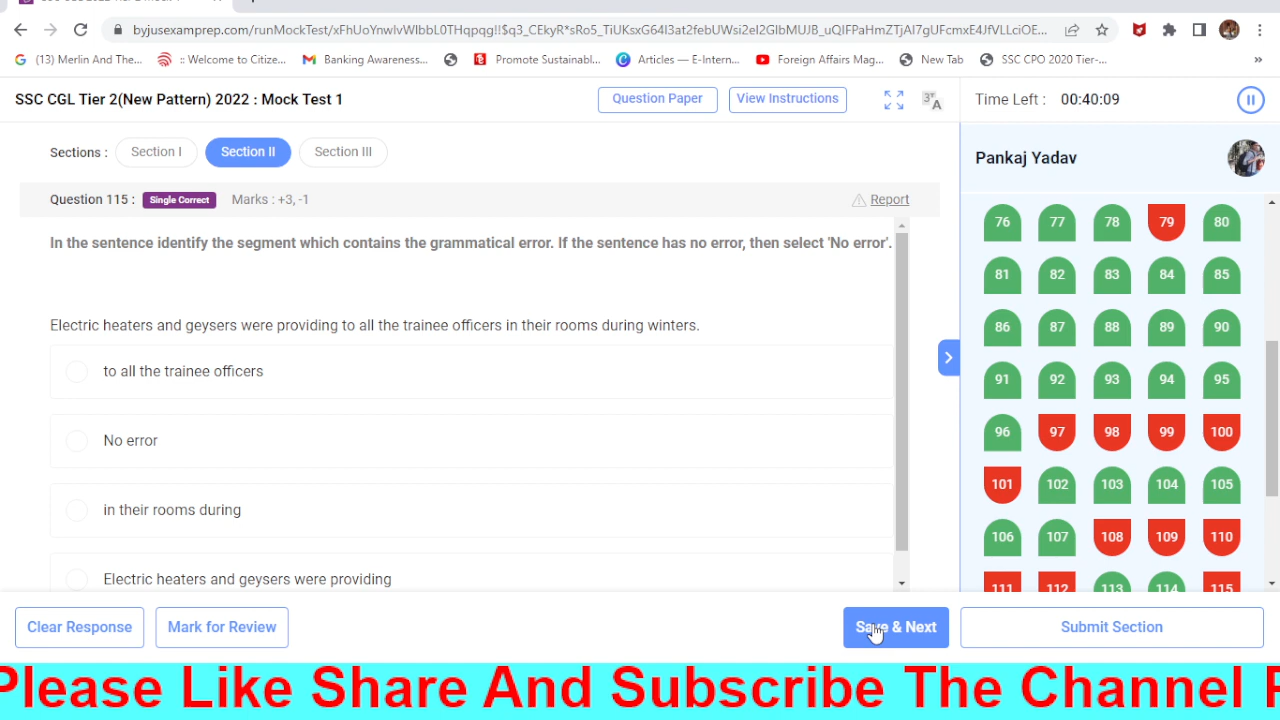 byjusexamprep.com/runMockTest/xFhUoYnwIvWlbbL0THqpqg!!$q3_CEkyR*sRo5_TiUKsxG64I3at2febUWsi2eI2GIbMUJB_uQIFPaHmZTjAI7gUFcmxE4JfVLLciOE...
(13) Merlin And The...
:: Welcome to Citize...
Banking Awareness...
Promote Sustainabl...
Articles — E-Intern...
Foreign Affairs Mag...
New Tab
SSC CPO 2020 Tier-...
»
SSC CGL Tier 2(New Pattern) 2022 : Mock Test 1
Question Paper
View Instructions
Time Left : 00:40:09
Sections : Section I Section II Section III
Pankaj Yadav
Question 115 : Single Correct Marks : +3, -1
Report
In the sentence identify the segment which contains the grammatical error. If the sentence has no error, then select 'No error'.
Electric heaters and geysers were providing to all the trainee officers in their rooms during winters.
to all the trainee officers
No error
in their rooms during
Electric heaters and geysers were providing
76 77 78 79 80
81 82 83 84 85
86 87 88 89 90
91 92 93 94 95
96 97 98 99 100
101 102 103 104 105
106 107 108 109 110
111 112 113 114 115
Clear Response
Mark for Review
Save & Next
Submit Section
Please Like Share And Subscribe The Channel